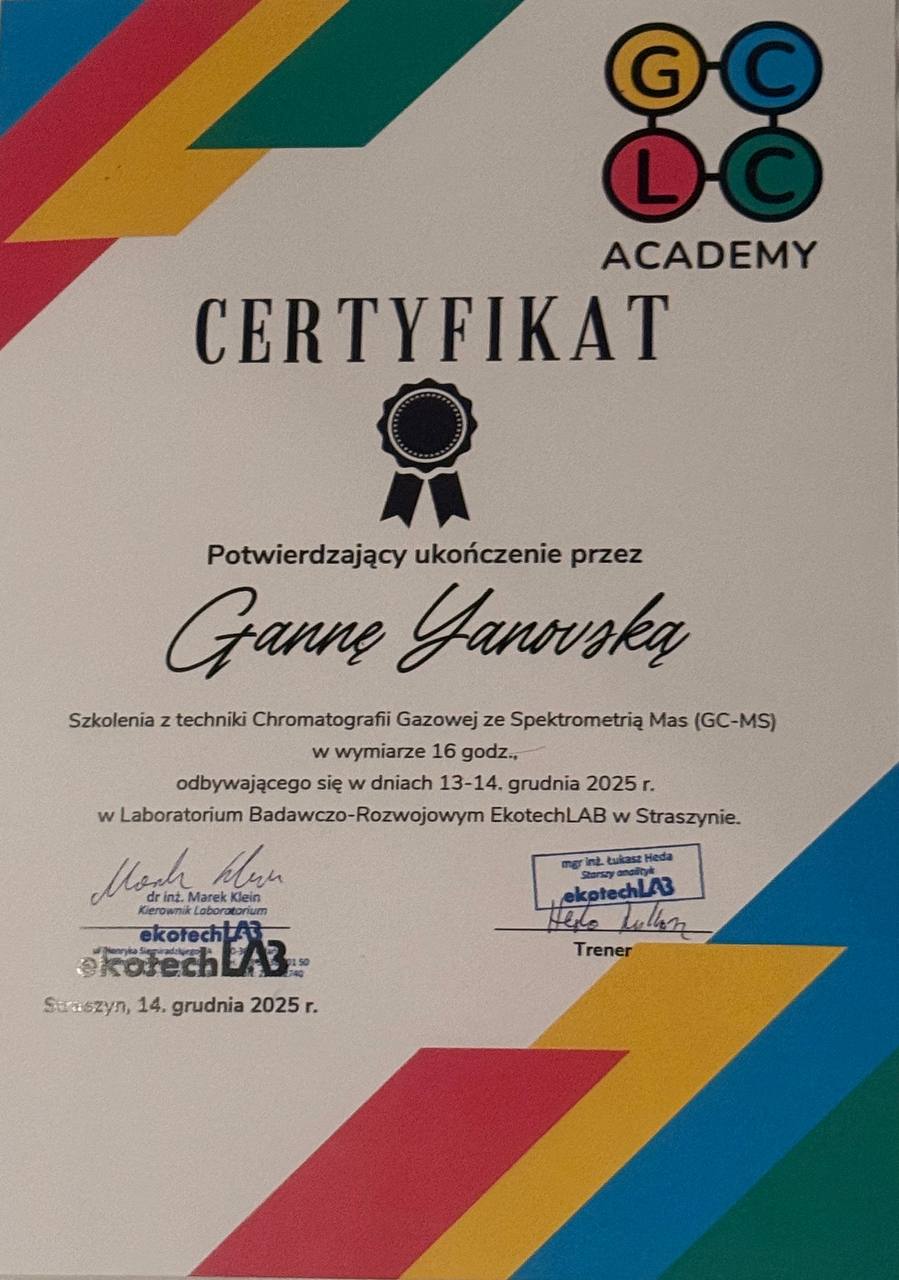 G C
L C
ACADEMY
CERTYFIKAT
Potwierdzający ukończenie przez
Gannę Yanovską
Szkolenia z techniki Chromatografii Gazowej ze Spektrometrią Mas (GC-MS)
w wymiarze 16 godz.,
odbywającego się w dniach 13-14. grudnia 2025 r.
w Laboratorium Badawczo-Rozwojowym EkotechLAB w Straszynie.
dr inż. Marek Klein
Kierownik Laboratorium
ekotechLAB
ekotechLAB
Straszyn, 14. grudnia 2025 r.
mgr inż. Łukasz Heda
Starszy analityk
ekotechLAB
Trener